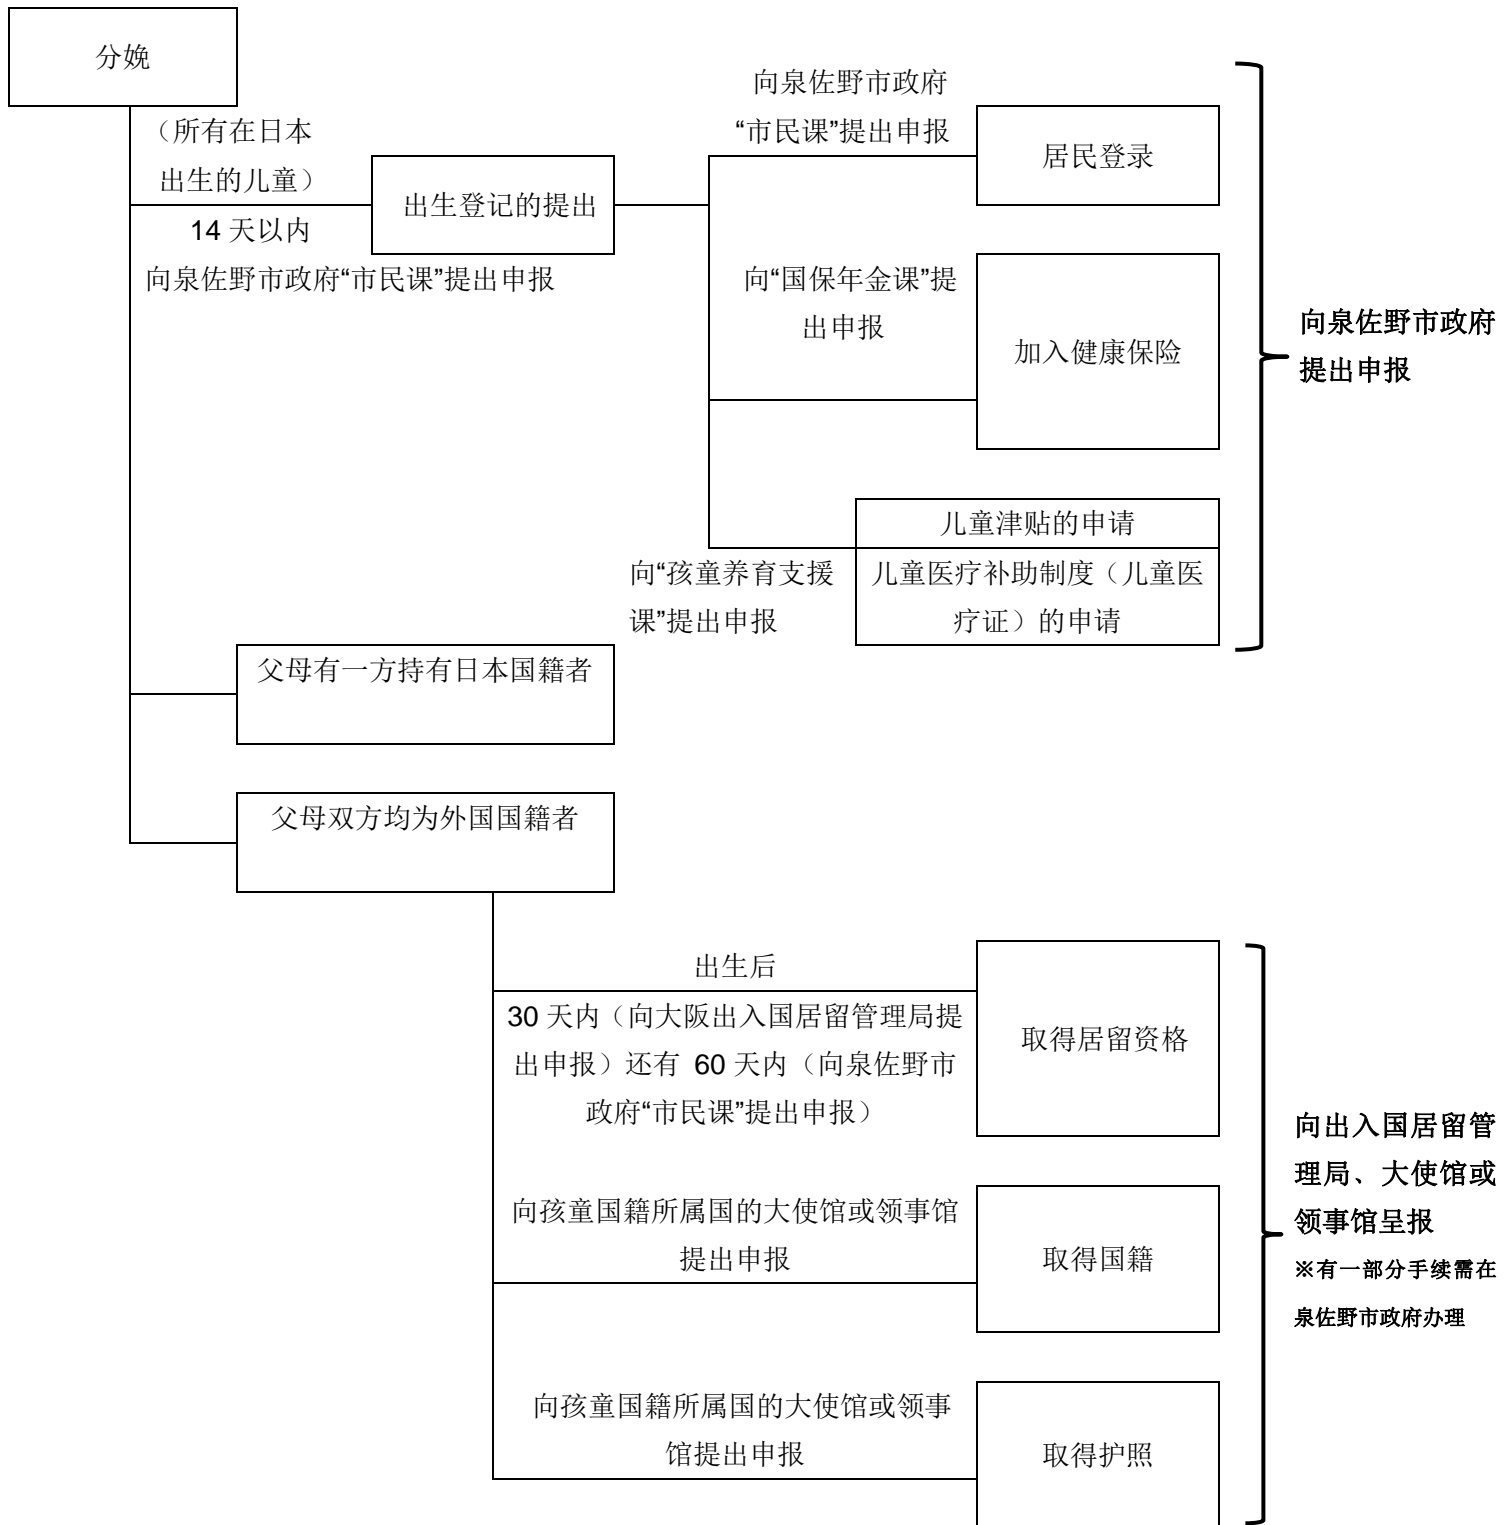 分娩
（所有在日本
出生的儿童）
14 天以内
向泉佐野市政府“市民课”提出申报
出生登记的提出
向泉佐野市政府
“市民课”提出申报
居民登录
向“国保年金课”提
出申报
加入健康保险
儿童津贴的申请
向“孩童养育支援
课”提出申报
儿童医疗补助制度（儿童医
疗证）的申请
向泉佐野市政府
提出申报
父母有一方持有日本国籍者
父母双方均为外国国籍者
出生后
30 天内（向大阪出入国居留管理局提
出申报）还有 60 天内（向泉佐野市
政府“市民课”提出申报）
取得居留资格
向孩童国籍所属国的大使馆或领事馆
提出申报
取得国籍
向孩童国籍所属国的大使馆或领事
馆提出申报
取得护照
向出入国居留管
理局、大使馆或
领事馆呈报
※有一部分手续需在
泉佐野市政府办理